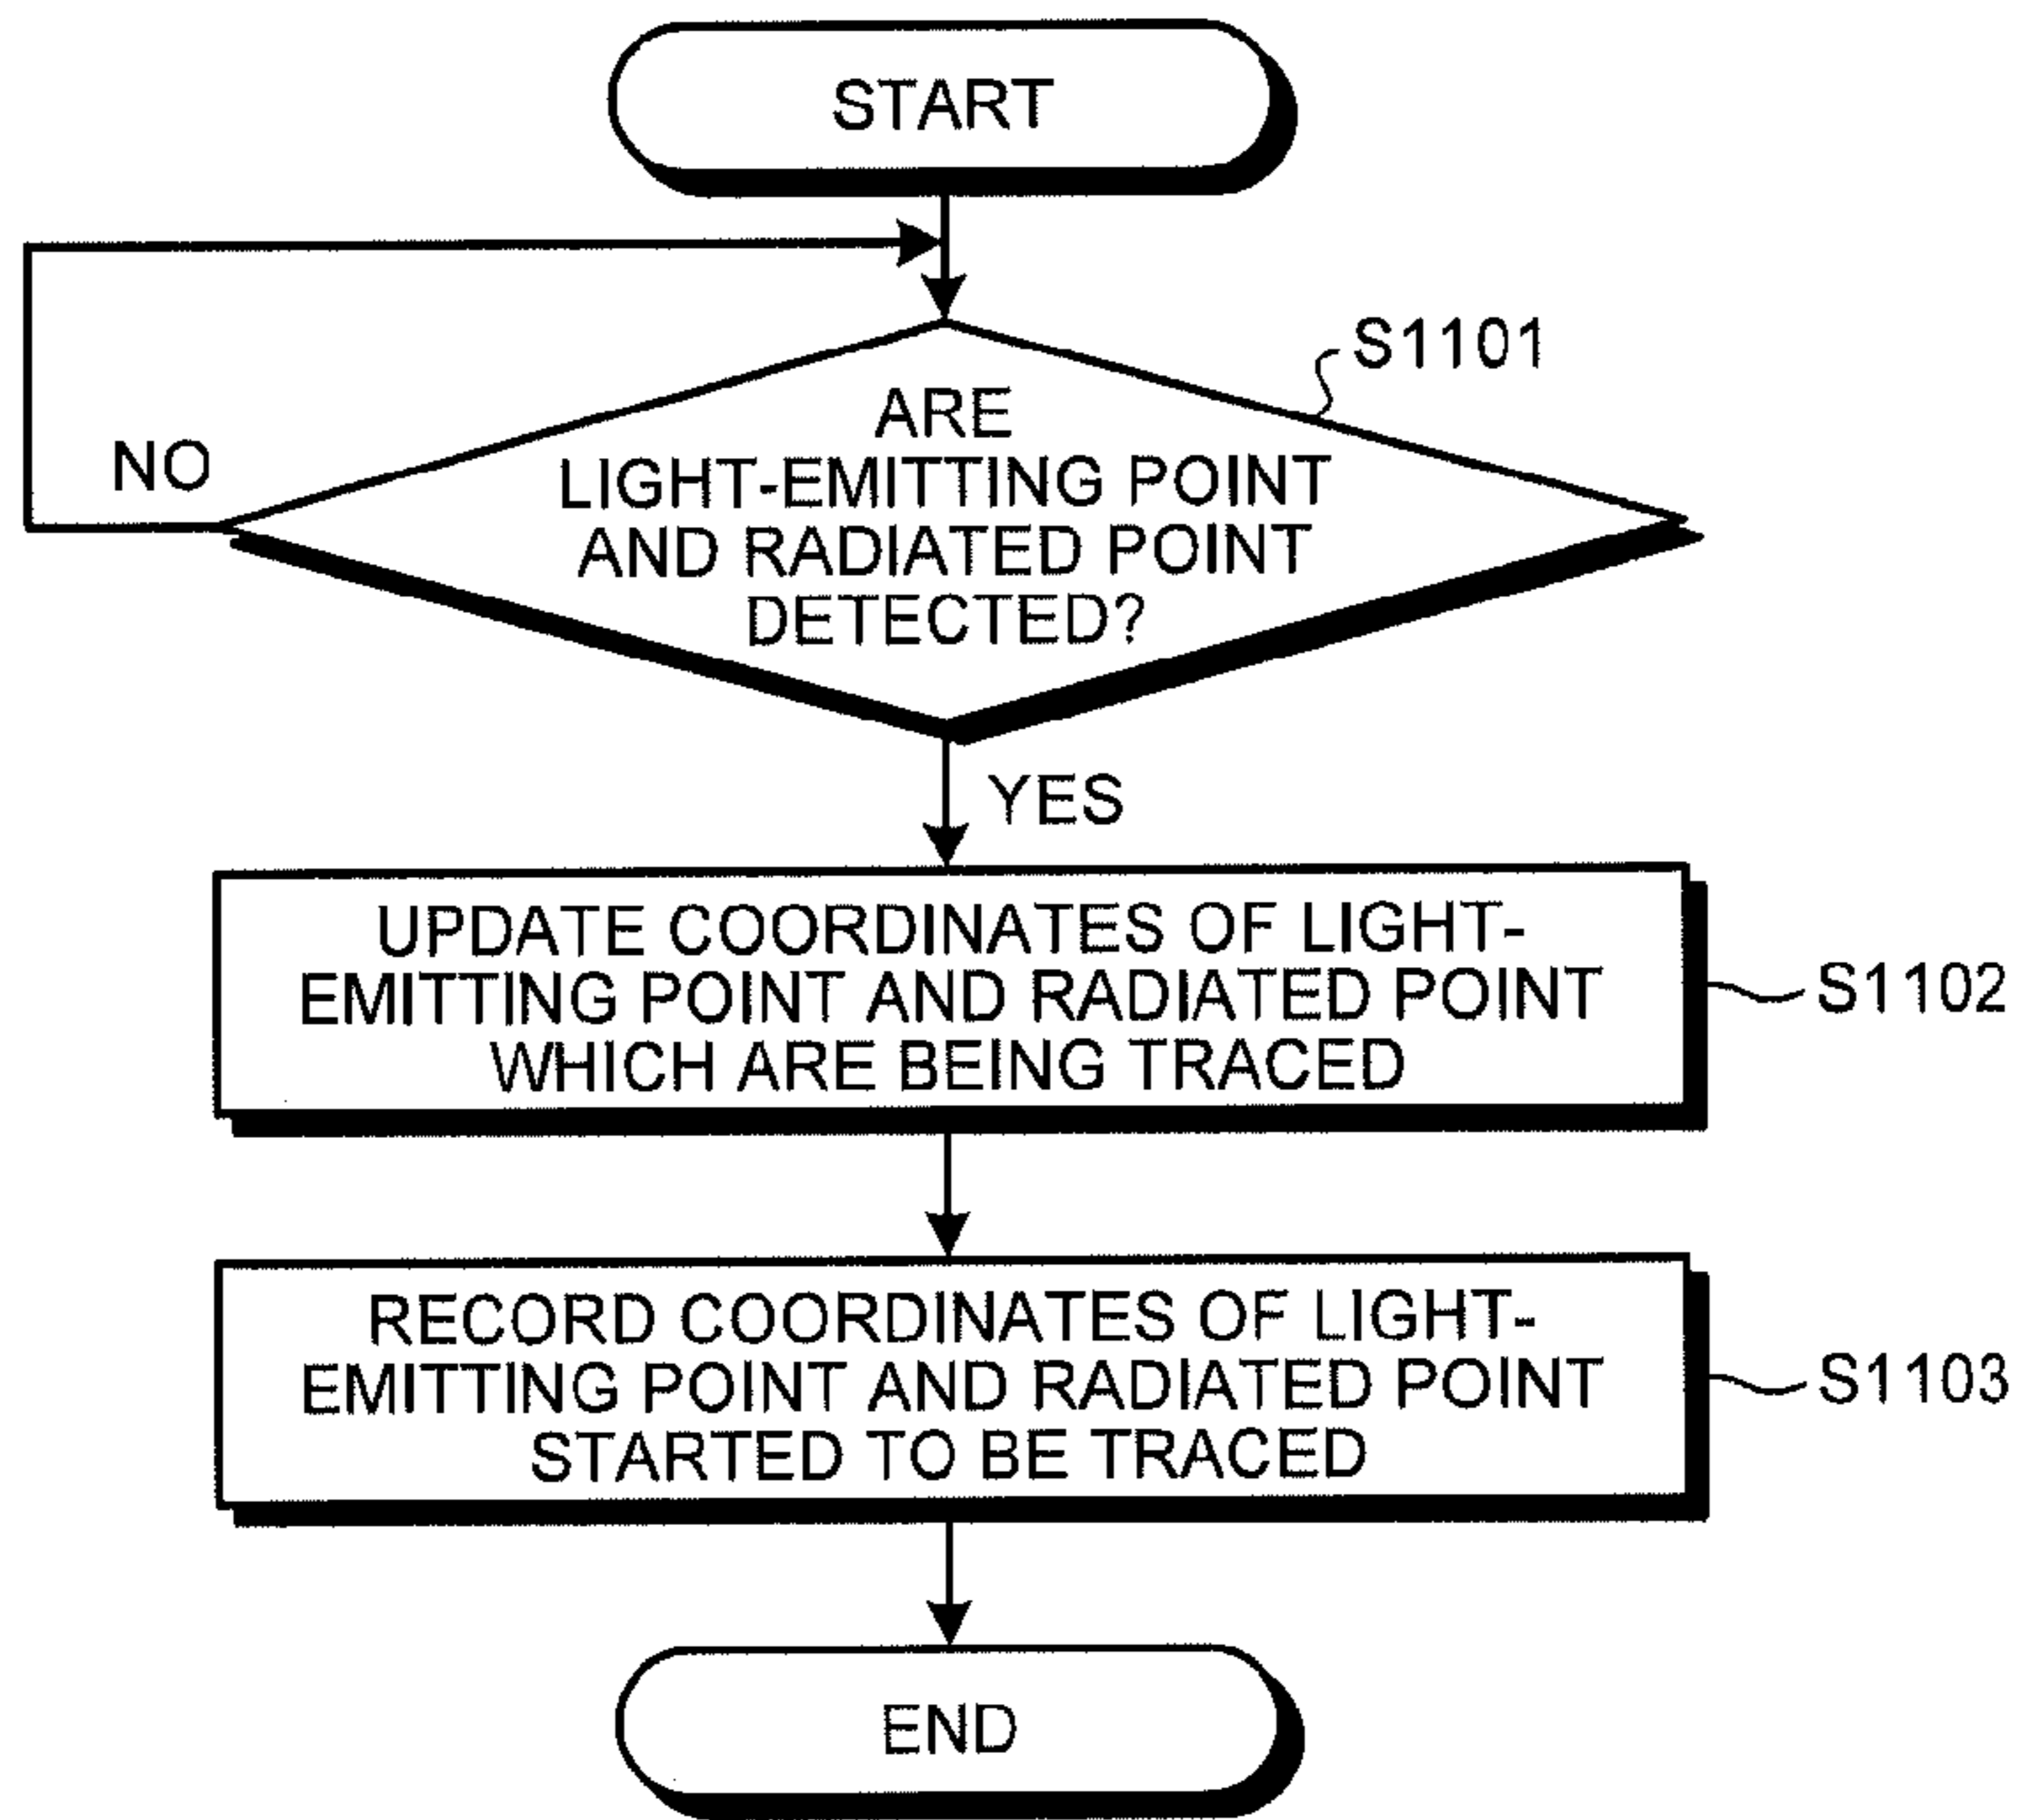 START
S1101
ARE
LIGHT-EMITTING POINT
AND RADIATED POINT
DETECTED?
NO
YES
UPDATE COORDINATES OF LIGHT-
EMITTING POINT AND RADIATED POINT
WHICH ARE BEING TRACED
S1102
RECORD COORDINATES OF LIGHT-
EMITTING POINT AND RADIATED POINT
STARTED TO BE TRACED
S1103
END